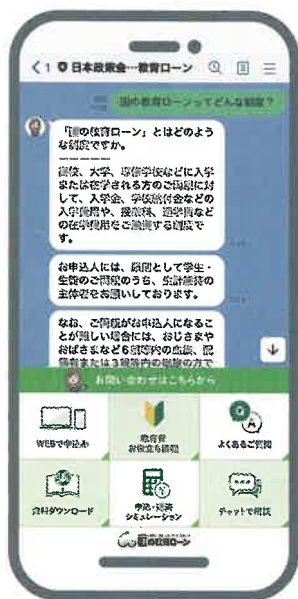 1 日本政策金…教育ローン
国の教育ローンってどんな制度？
「国の教育ローン」とはどのよう
な制度ですか。
ーーーーー
高校、大学、専修学校などに入学
または在学される方のご両親に対
して、入学金、学校納付金などの
入学費用や、授業料、通学費など
の在学費用をご融資する制度で
す。
お申込人には、原則として学生・
生徒のご両親のうち、生計維持の
主体者をお願いしております。
なお、ご両親がお申込人になるこ
とが難しい場合には、おじさまや
おばさまなど6親等内の血族、配
偶者または3親等内の姻族の方で
お問い合わせはこちらから
WEBで申込み
教育費
お役立ち情報
Q
A
よくあるご質問
資料ダウンロード
申込・返済
シミュレーション
チャットで相談
国の教育ローン